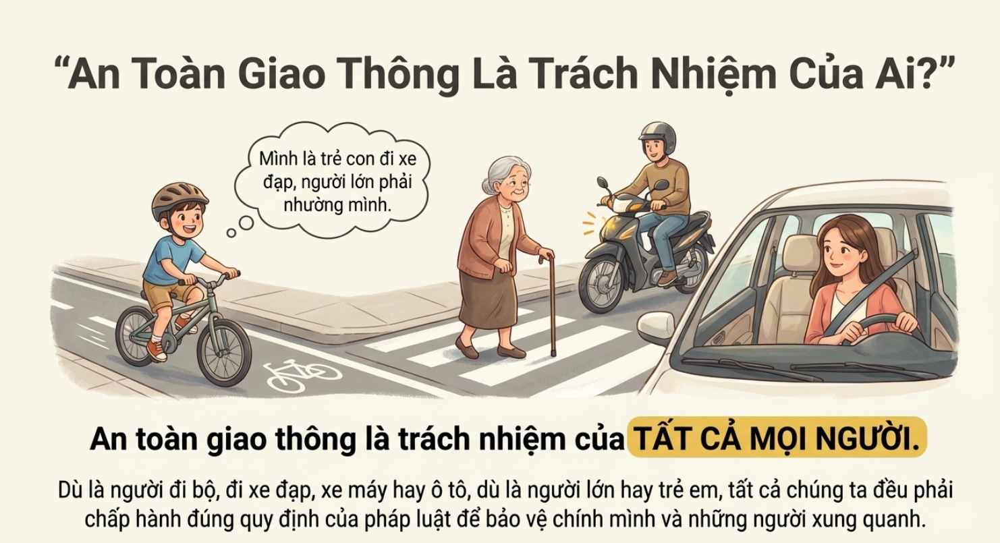 “An Toàn Giao Thông Là Trách Nhiệm Của Ai?”
Mình là trẻ con đi xe
đạp, người lớn phải
nhường mình.
An toàn giao thông là trách nhiệm của TẤT CẢ MỌI NGƯỜI.
Dù là người đi bộ, đi xe đạp, xe máy hay ô tô, dù là người lớn hay trẻ em, tất cả chúng ta đều phải
chấp hành đúng quy định của pháp luật để bảo vệ chính mình và những người xung quanh.